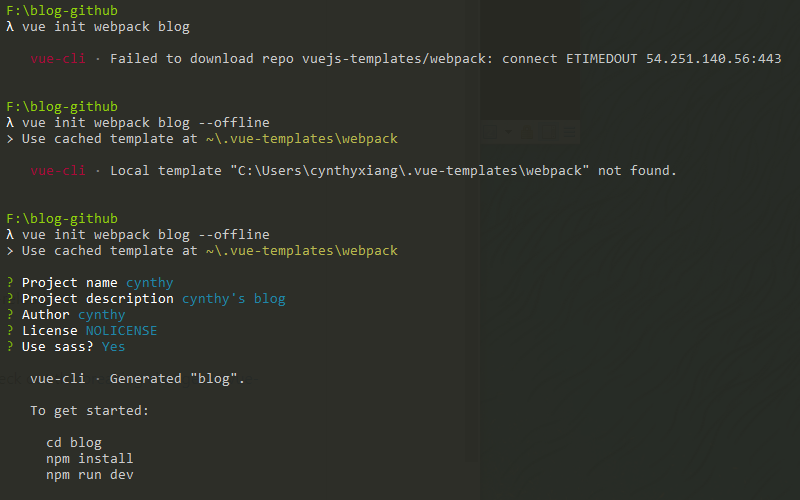 F:\blog-github
λ vue init webpack blog
vue-cli · Failed to download repo vuejs-templates/webpack: connect ETIMEDOUT 54.251.140.56:443
F:\blog-github
λ vue init webpack blog --offline
> Use cached template at ~\.vue-templates\webpack
vue-cli · Local template "C:\Users\cynthyxiang\.vue-templates\webpack" not found.
F:\blog-github
λ vue init webpack blog --offline
> Use cached template at ~\.vue-templates\webpack
? Project name cynthy
? Project description cynthy's blog
? Author cynthy
? License NOLICENSE
? Use sass? Yes
vue-cli · Generated "blog".
To get started:
cd blog
npm install
npm run dev